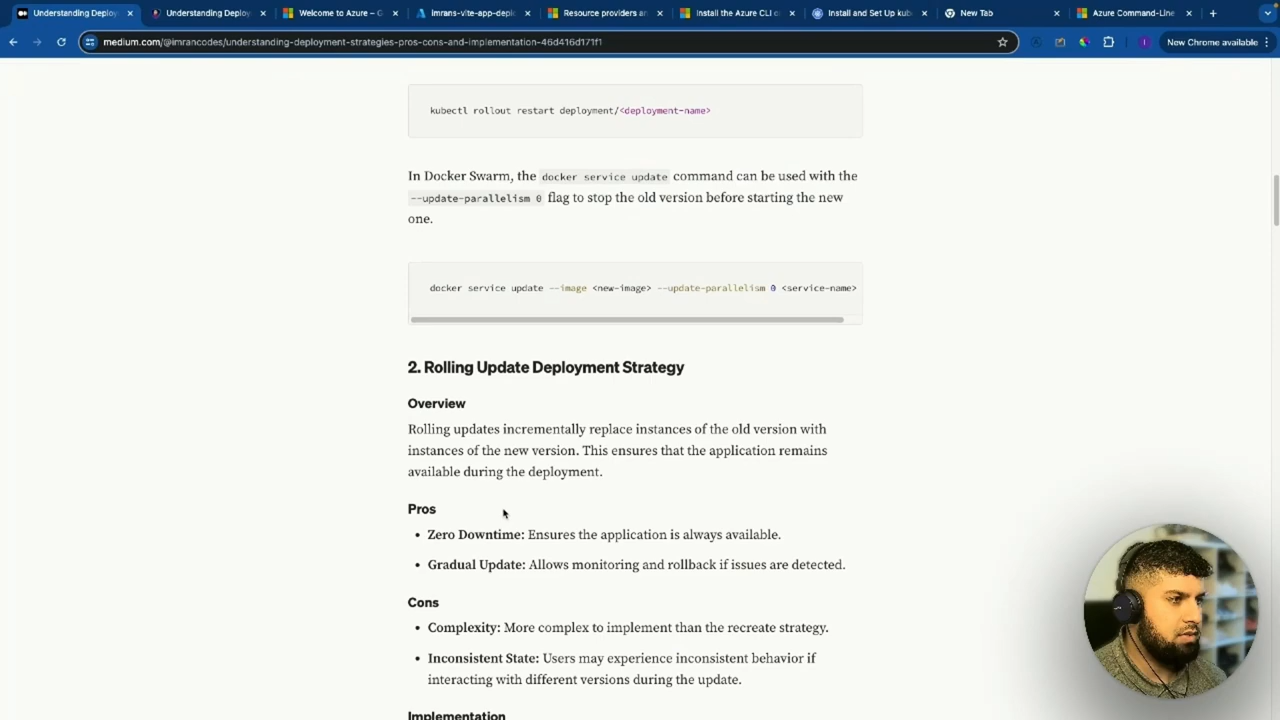 Understanding Deploy
Understanding Deploy
Welcome to Azure – G
imrans-vite-app-deplo
Resource providers an
Install the Azure CLI o
Install and Set Up kub
New Tab
Azure Command-Line
medium.com/@imrancodes/understanding-deployment-strategies-pros-cons-and-implementation-46d416d171f1
New Chrome available
kubectl rollout restart deployment/<deployment-name>
In Docker Swarm, the docker service update command can be used with the
--update-parallelism 0 flag to stop the old version before starting the new
one.
docker service update --image <new-image> --update-parallelism 0 <service-name>
2. Rolling Update Deployment Strategy
Overview
Rolling updates incrementally replace instances of the old version with
instances of the new version. This ensures that the application remains
available during the deployment.
Pros
• Zero Downtime: Ensures the application is always available.
• Gradual Update: Allows monitoring and rollback if issues are detected.
Cons
• Complexity: More complex to implement than the recreate strategy.
• Inconsistent State: Users may experience inconsistent behavior if
interacting with different versions during the update.
Implementation